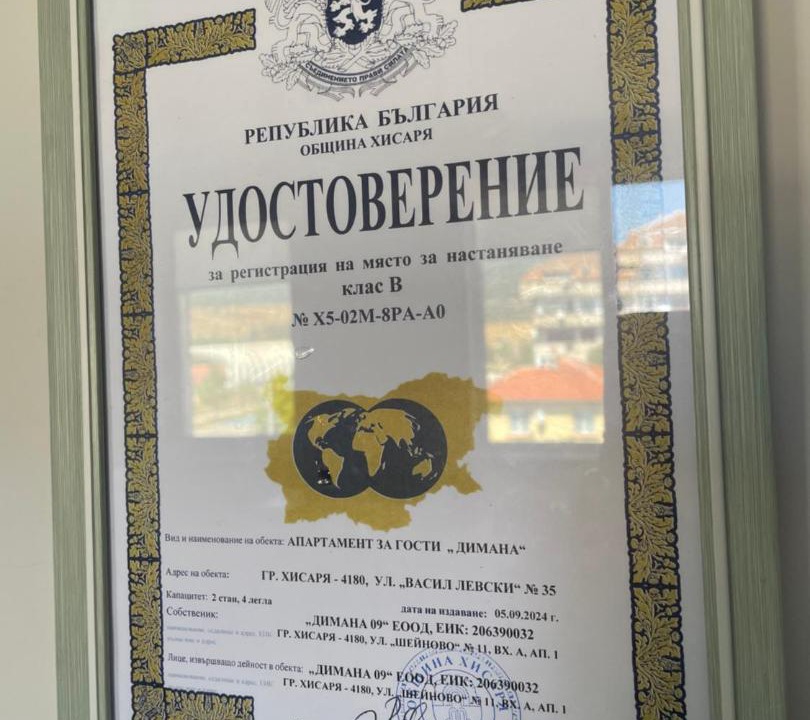 СЪЕДИНЕНИЕТО ПРАВИ СИЛАТА
РЕПУБЛИКА БЪЛГАРИЯ
ОБЩИНА ХИСАРЯ
УДОСТОВЕРЕНИЕ
за регистрация на място за настаняване
клас В
№ Х5-02М-8РА-А0
Вид и наименование на обекта: АПАРТАМЕНТ ЗА ГОСТИ „ ДИМАНА“
Адрес на обекта: ГР. ХИСАРЯ - 4180, УЛ. „ВАСИЛ ЛЕВСКИ“ № 35
Капацитет: 2 стаи, 4 легла дата на издаване: 05.09.2024 г.
Собственик: „ДИМАНА 09“ ЕООД, ЕИК: 206390032
ГР. ХИСАРЯ - 4180, УЛ. „ШЕЙНОВО“ № 11, ВХ. А, АП. 1
Лице, извършващо дейност в обекта: „ДИМАНА 09“ ЕООД, ЕИК: 206390032
ГР. ХИСАРЯ - 4180, УЛ. „ШЕЙНОВО“ № 11, ВХ. А, АП. 1